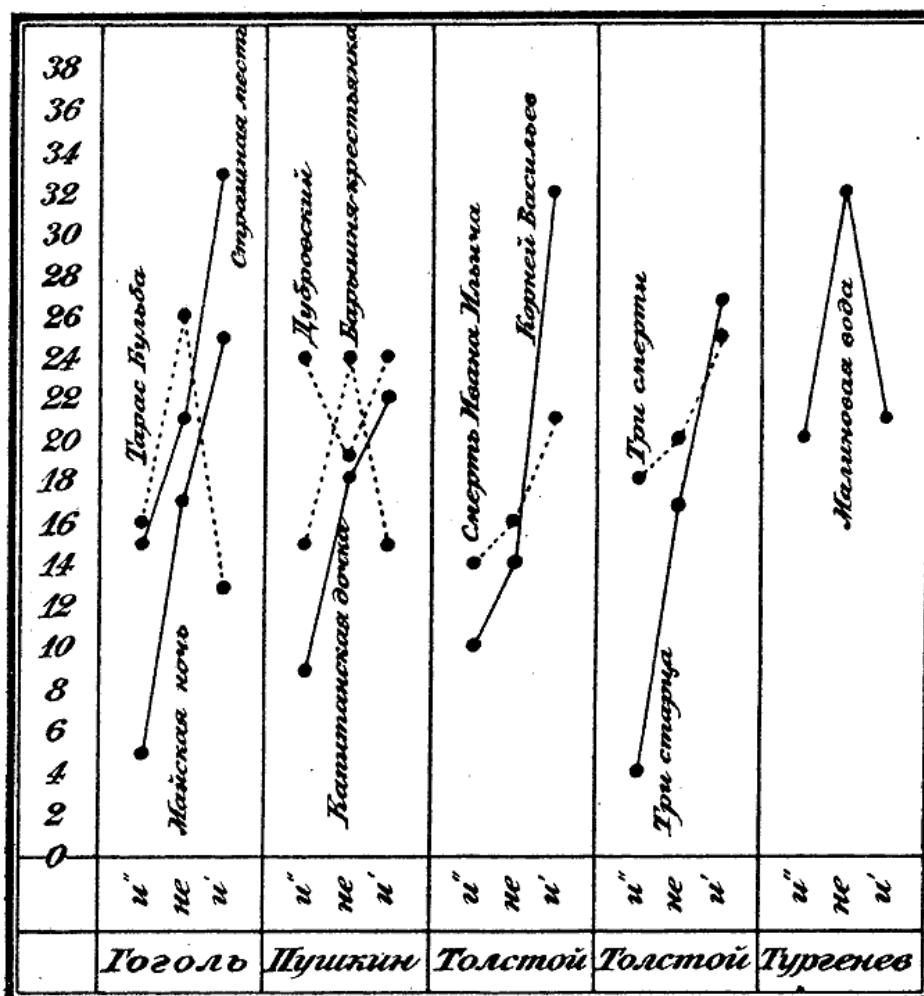 38
36
34
32
30
28
26
24
22
20
18
16
14
12
10
8
6
4
2
0
Тарас Бульба
Майская ночь
Страшная месть
Дубровский
Капитанская дочка
Барышня-крестьянка
Смерть Ивана Ильича
Корней Васильев
Три смерти
Три старца
Малиновая вода
и" не и' и" не и' и" не и' и" не и' и" не и'
Гоголь Пушкин Толстой Толстой Тургенев